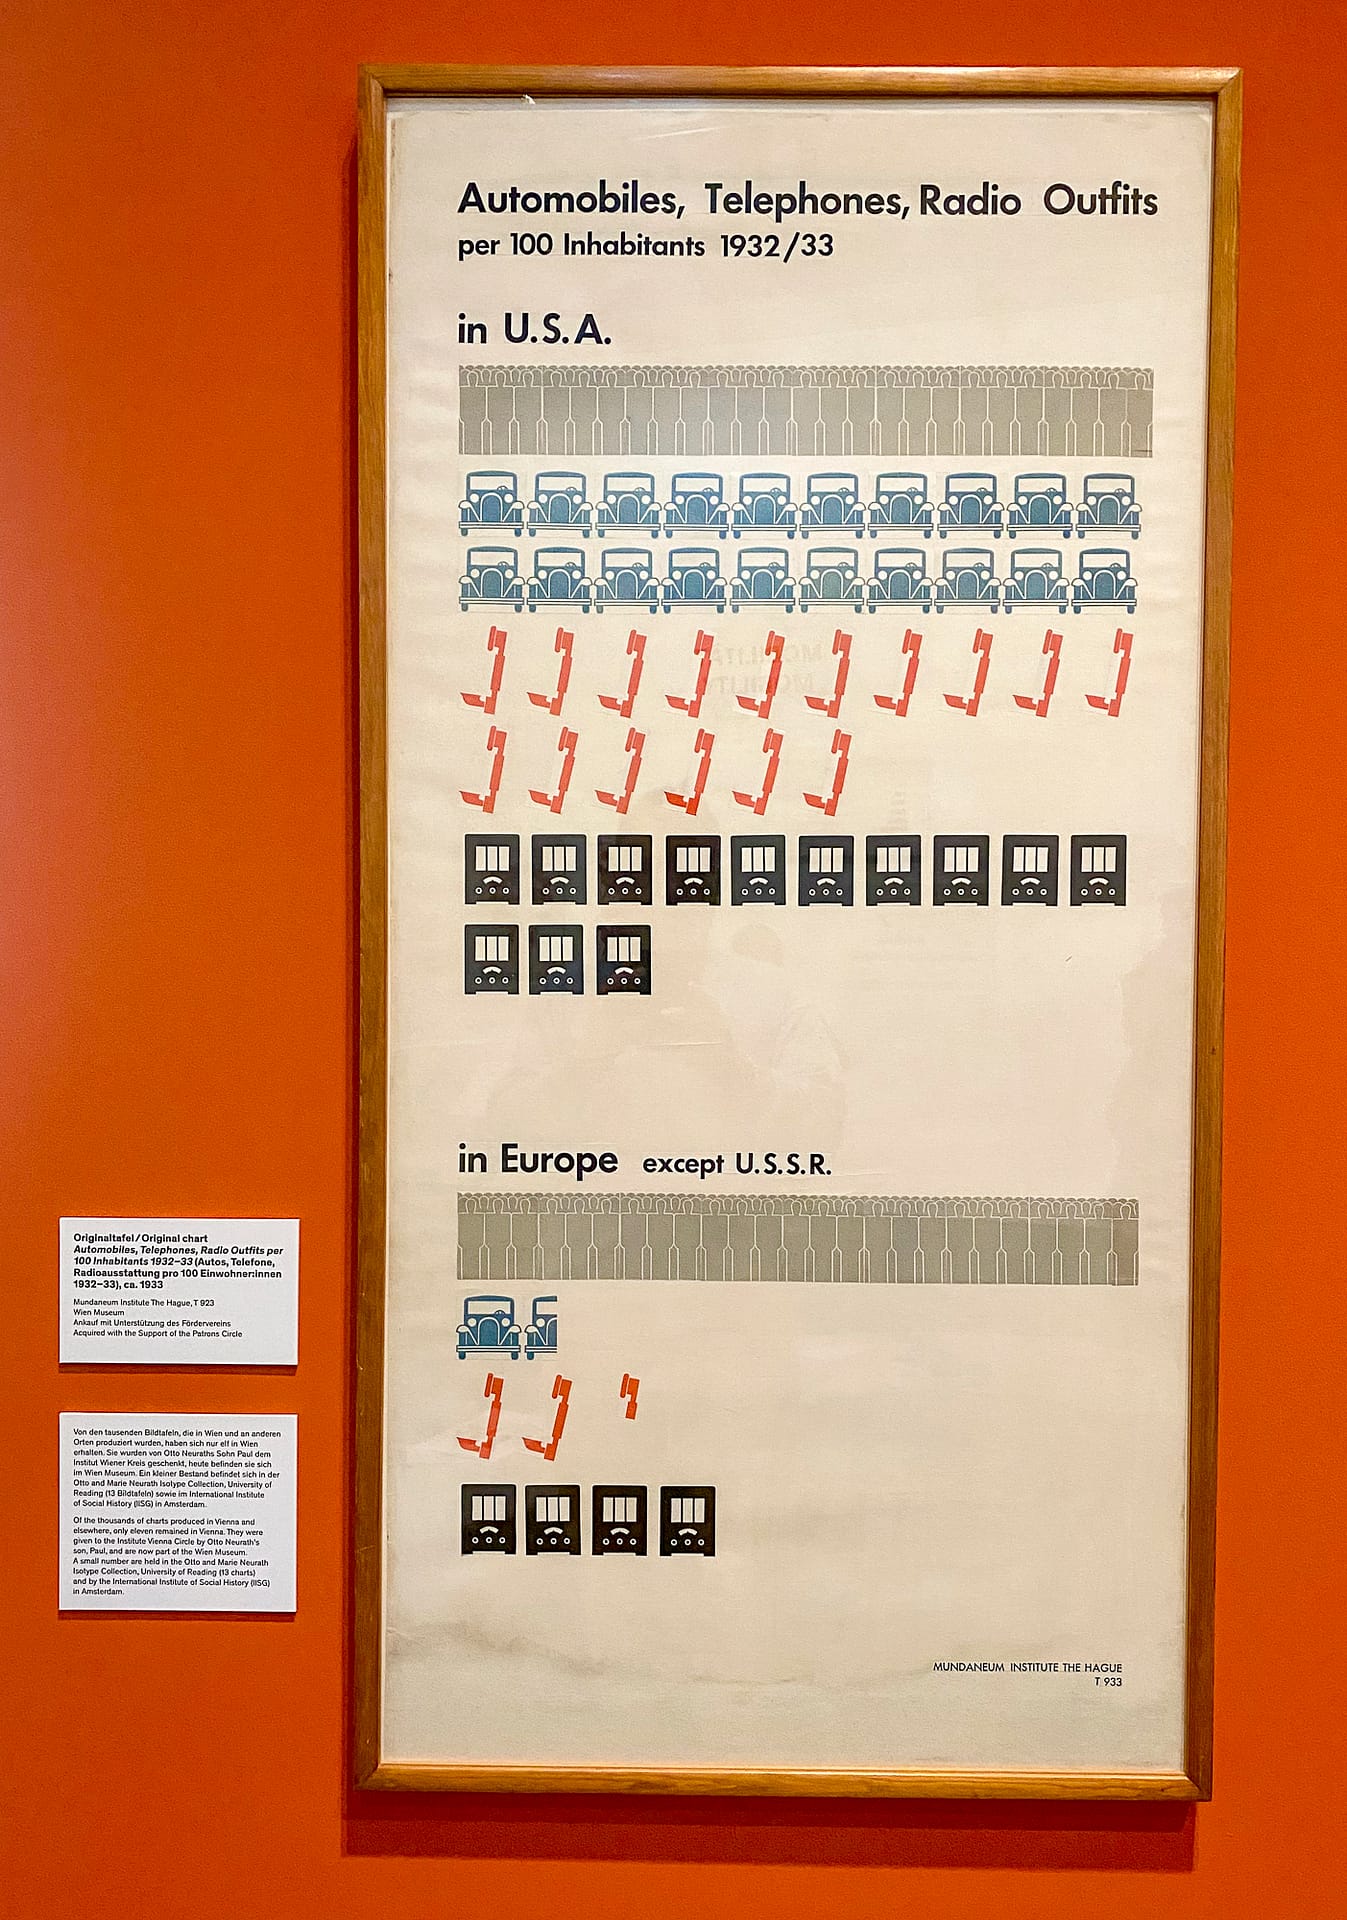 Automobiles, Telephones, Radio Outfits
per 100 Inhabitants 1932/33
in U.S.A.
in Europe except U.S.S.R.
MUNDANEUM INSTITUTE THE HAGUE
T 933
Originaltafel/Original chart
Automobiles, Telephones, Radio Outfits per
100 Inhabitants 1932–33 (Autos, Telefone,
Radioausstattung pro 100 Einwohner:innen
1932–33), ca. 1933
Mundaneum Institute The Hague, T 923
Wien Museum
Ankauf mit Unterstützung des Fördervereins
Acquired with the Support of the Patrons Circle
Von den tausenden Bildtafeln, die in Wien und an anderen
Orten produziert wurden, haben sich nur elf in Wien
erhalten. Sie wurden von Otto Neuraths Sohn Paul dem
Institut Wiener Kreis geschenkt, heute befinden sie sich
im Wien Museum. Ein kleiner Bestand befindet sich in der
Otto and Marie Neurath Isotype Collection, University of
Reading (13 Bildtafeln) sowie im International Institute
of Social History (IISG) in Amsterdam.
Of the thousands of charts produced in Vienna and
elsewhere, only eleven remained in Vienna. They were
given to the Institute Vienna Circle by Otto Neurath's
son, Paul, and are now part of the Wien Museum.
A small number are held in the Otto and Marie Neurath
Isotype Collection, University of Reading (13 charts)
and by the International Institute of Social History (IISG)
in Amsterdam.